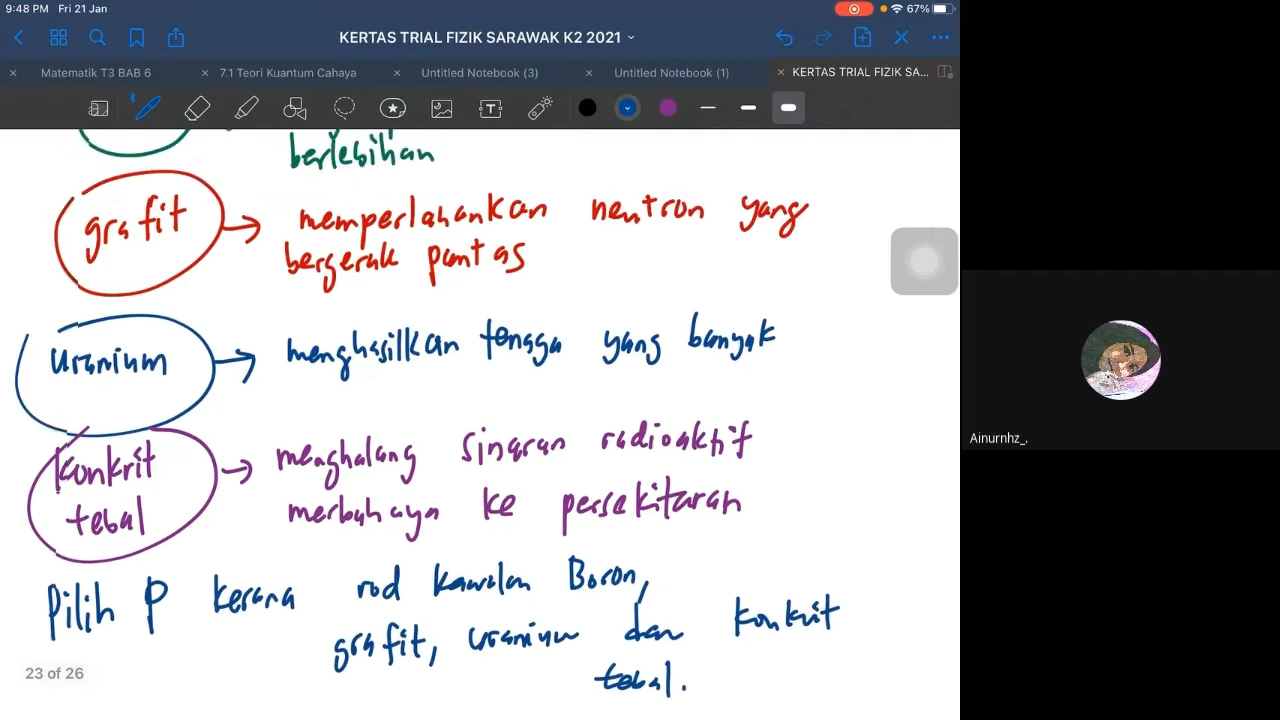 9:48 PM Fri 21 Jan
67%
KERTAS TRIAL FIZIK SARAWAK K2 2021
Matematik T3 BAB 6
7.1 Teori Kuantum Cahaya
Untitled Notebook (3)
Untitled Notebook (1)
KERTAS TRIAL FIZIK SA...
berlebihan
grafit → memperlahankan neutron yang
bergerak pantas
Uranium → menghasilkan tenaga yang banyak
Konkrit → menghalang sinaran radioaktif
tebal merbahaya ke persekitaran
Pilih P kerana rod kawalan Boron,
grafit, uranium dan konkrit
tebal.
23 of 26
Ainurnhz_.